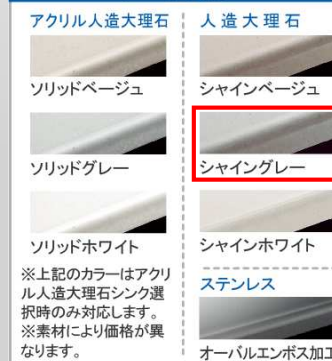 アクリル人造大理石
ソリッドベージュ
ソリッドグレー
ソリッドホワイト
※上記のカラーはアクリ
ル人造大理石シンク選
択時のみ対応します。
※素材により価格が異
なります。
人造大理石
シャインベージュ
シャイングレー
シャインホワイト
ステンレス
オーバルエンボス加工